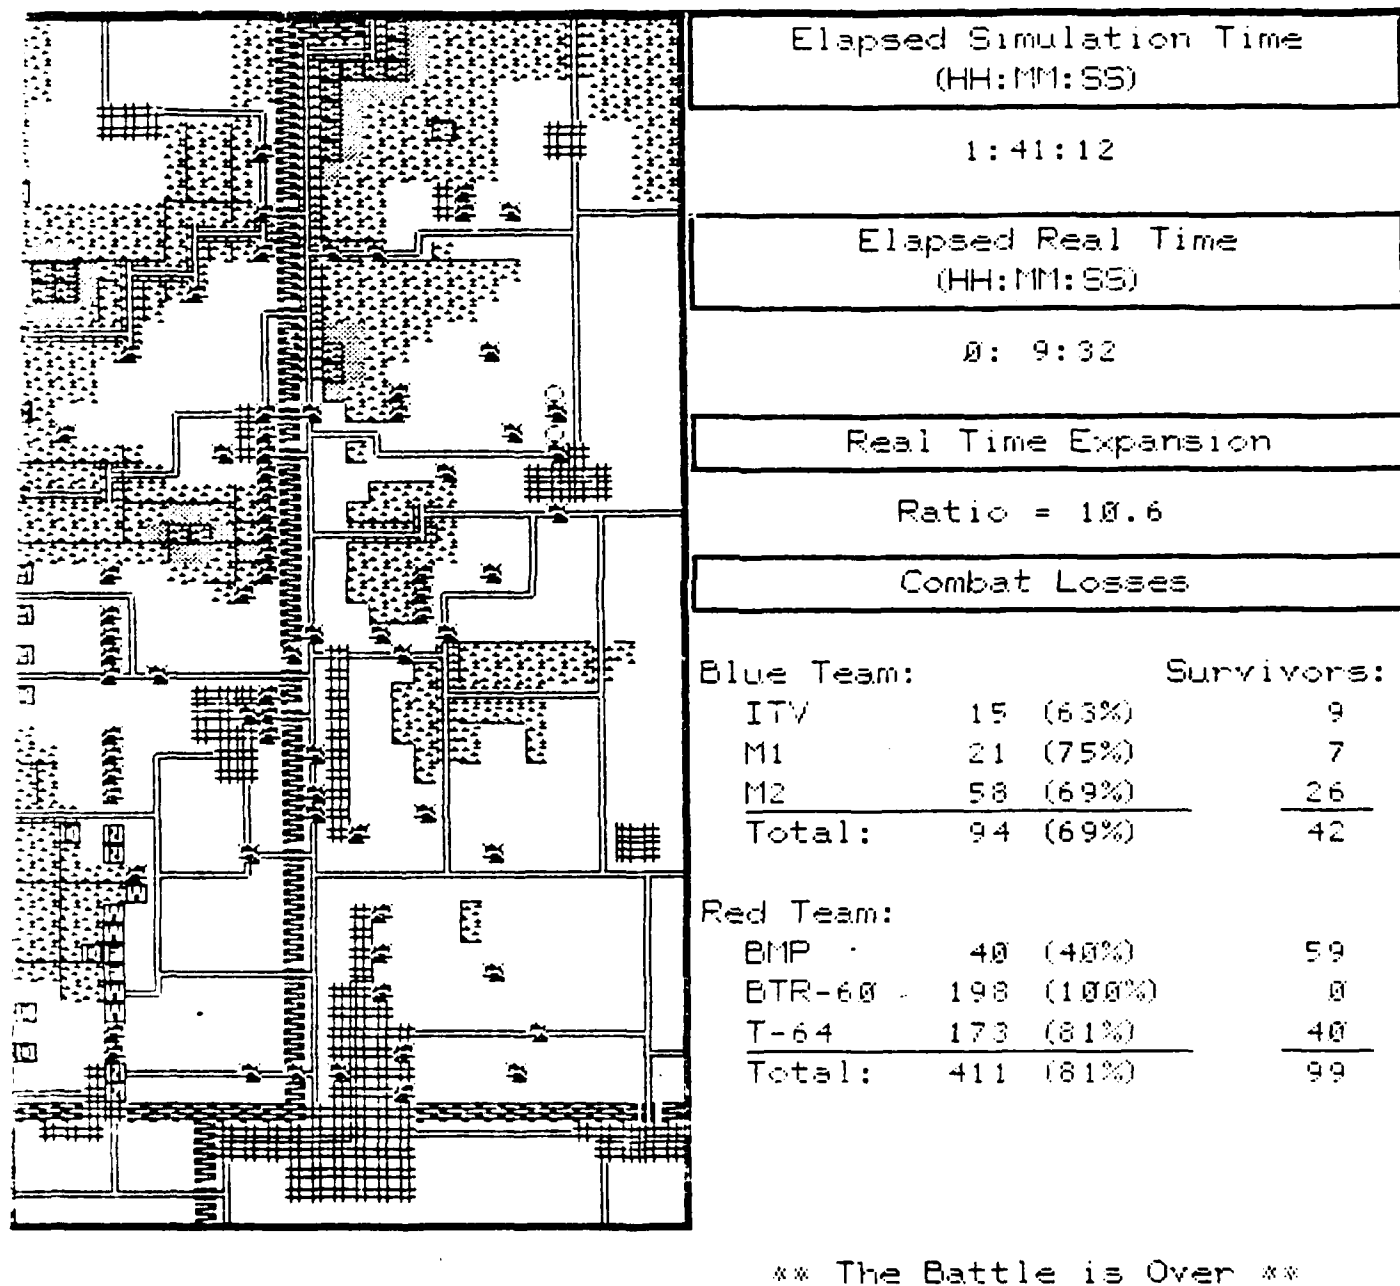 Elapsed Simulation Time
(HH:MM:SS)
1:41:12
Elapsed Real Time
(HH:MM:SS)
0: 9:32
Real Time Expansion
Ratio = 10.6
Combat Losses
Blue Team: Survivors:
ITV 15 (63%) 9
M1 21 (75%) 7
M2 58 (69%) 26
Total: 94 (69%) 42
Red Team:
BMP 40 (40%) 59
BTR-60 198 (100%) 0
T-64 173 (81%) 40
Total: 411 (81%) 99
** The Battle is Over **